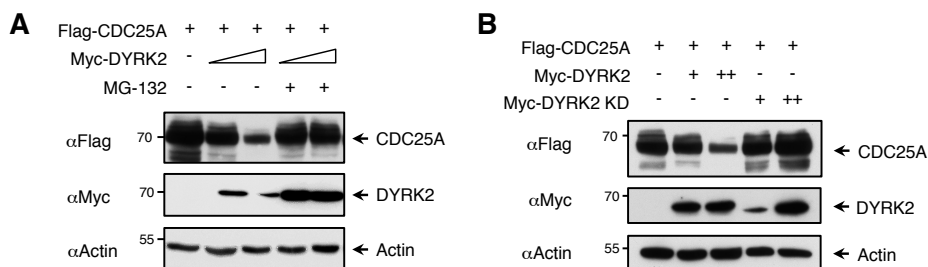 A
Flag-CDC25A + + + + +
Myc-DYRK2 -
MG-132 - - - + +
αFlag 70 CDC25A
αMyc 70 DYRK2
αActin 55 Actin
B
Flag-CDC25A + + + + +
Myc-DYRK2 - + ++ - -
Myc-DYRK2 KD - - - + ++
αFlag 70 CDC25A
αMyc 70 DYRK2
αActin 55 Actin